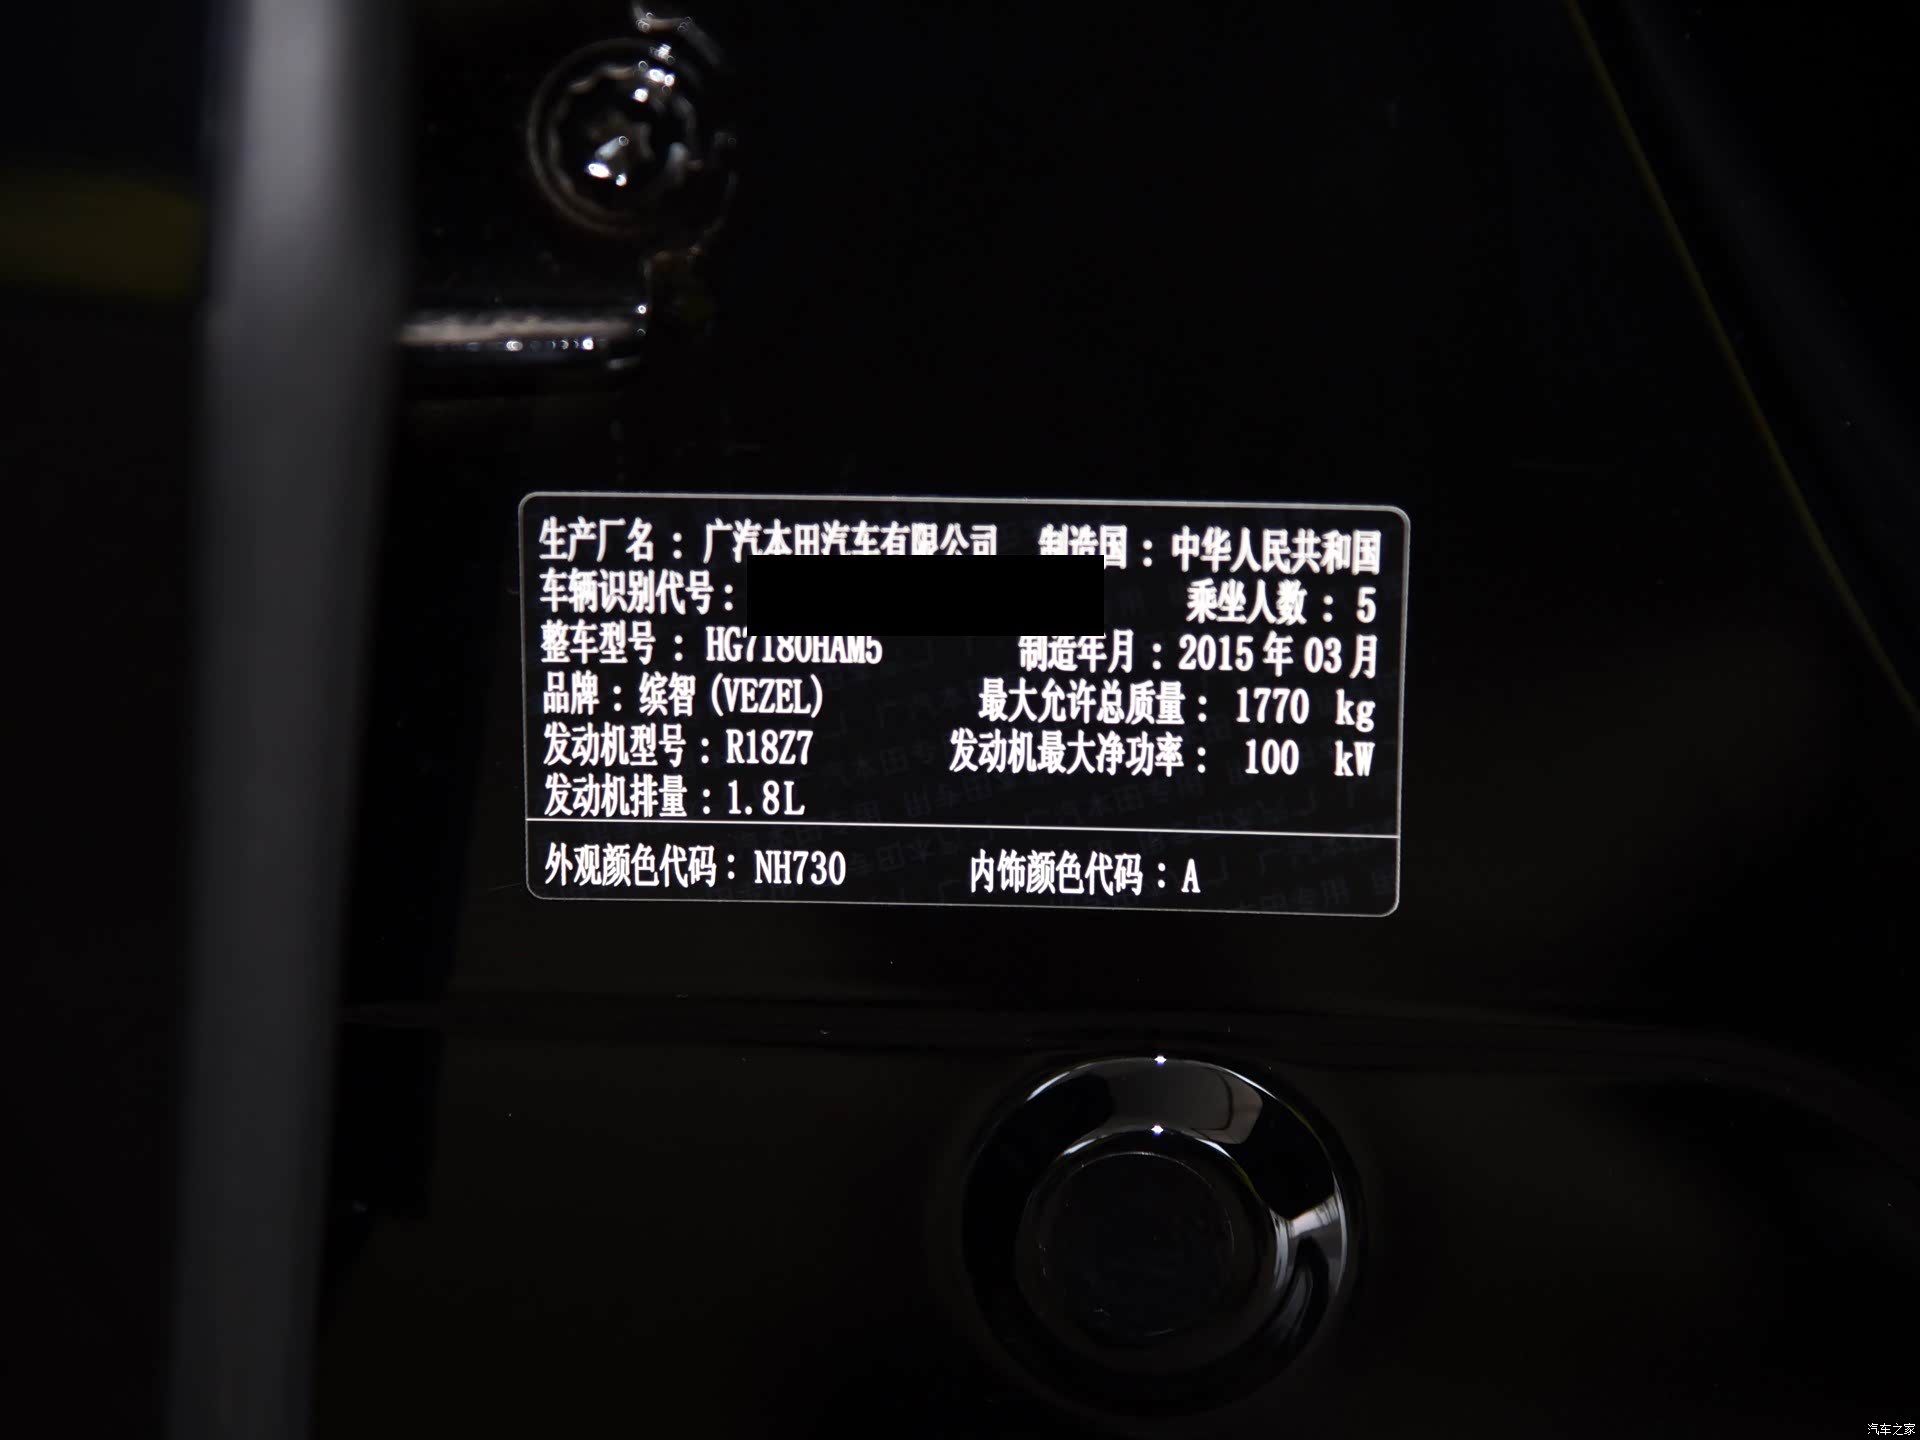 生产厂名：广汽本田汽车有限公司 制造国：中华人民共和国
车辆识别代号： 乘坐人数：5
整车型号：HG7180HAM5 制造年月：2015年03月
品牌：缤智(VEZEL) 最大允许总质量：1770 kg
发动机型号：R18Z7 发动机最大净功率：100 kW
发动机排量：1.8L
外观颜色代码：NH730 内饰颜色代码：A
汽车之家